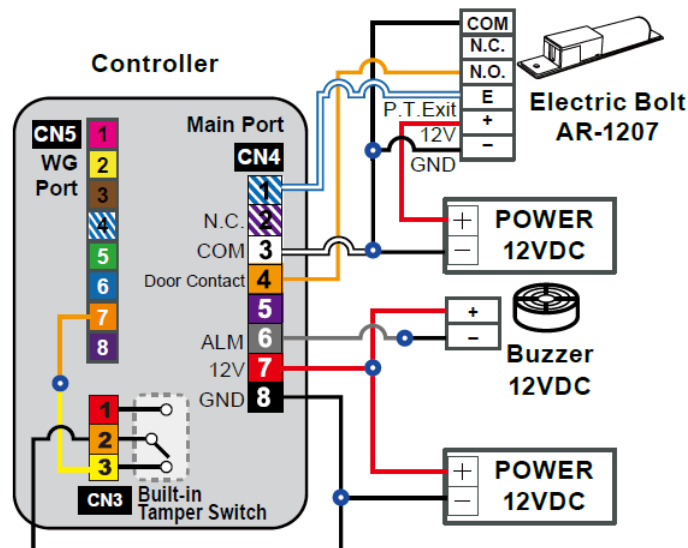 COM
N.C.
N.O.
E
+
−
P.T.Exit
12V
GND
Electric Bolt
AR-1207
Controller
CN5
WG
Port
1
2
3
4
5
6
7
8
Main Port
CN4
1
N.C. 2
COM 3
Door Contact 4
5
ALM 6
12V 7
GND 8
+ POWER
− 12VDC
+
−
Buzzer
12VDC
1
2
3
CN3
Built-in
Tamper Switch
+ POWER
− 12VDC